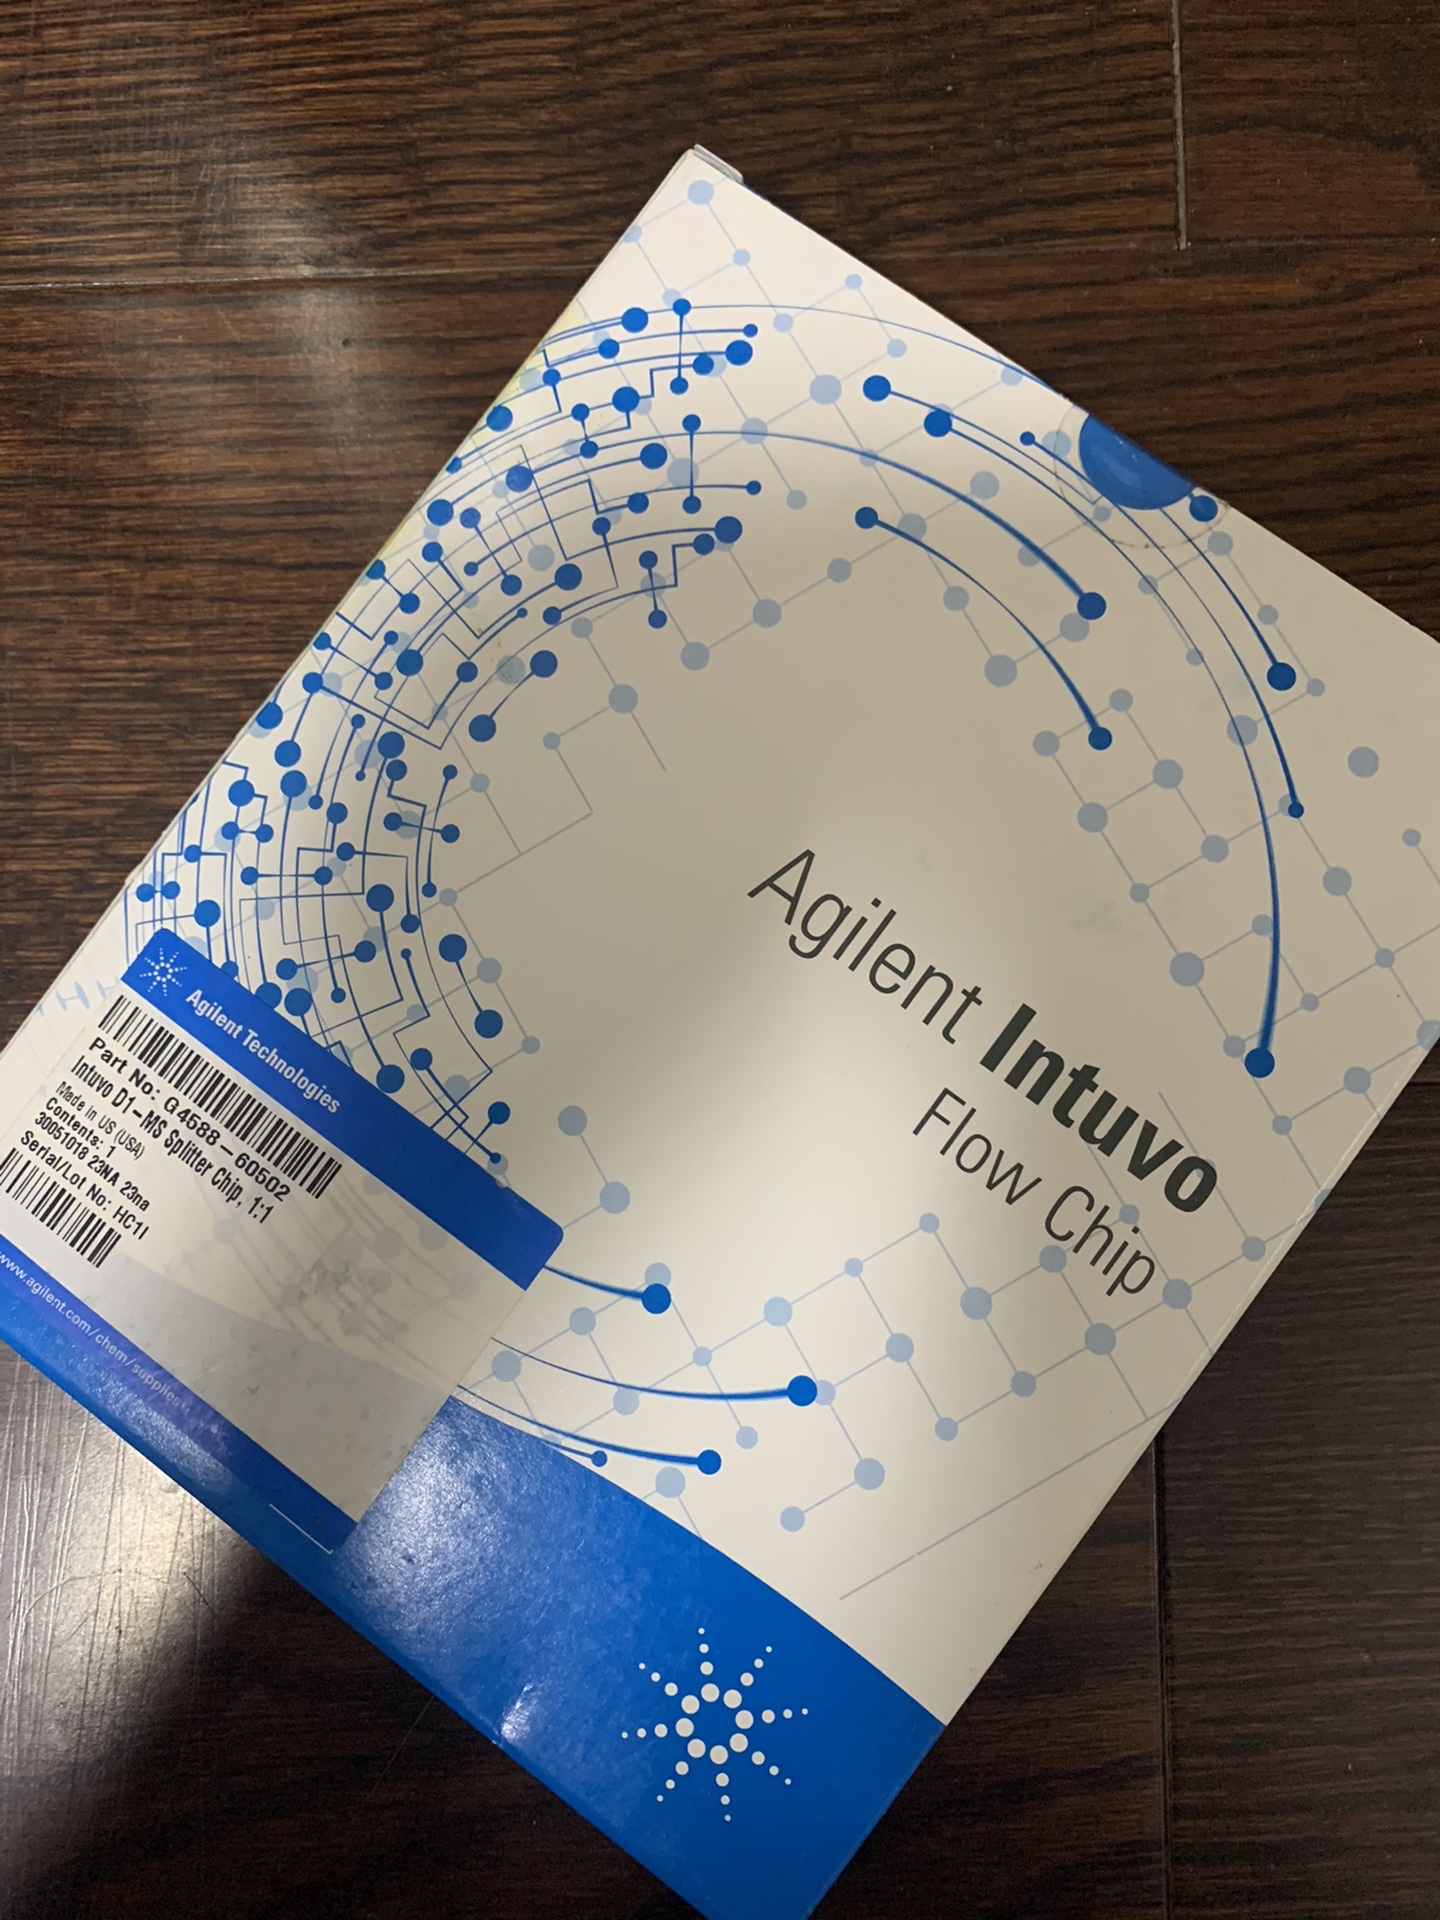 Agilent Intuvo
Flow Chip
Agilent Technologies
Part No: G4588-60502
Intuvo D1-MS Splitter Chip, 1:1
Made in US (USA)
Contents: 1
30051018 23NA 23na
Serial/Lot No: HC1I
www.agilent.com/chem/supplies